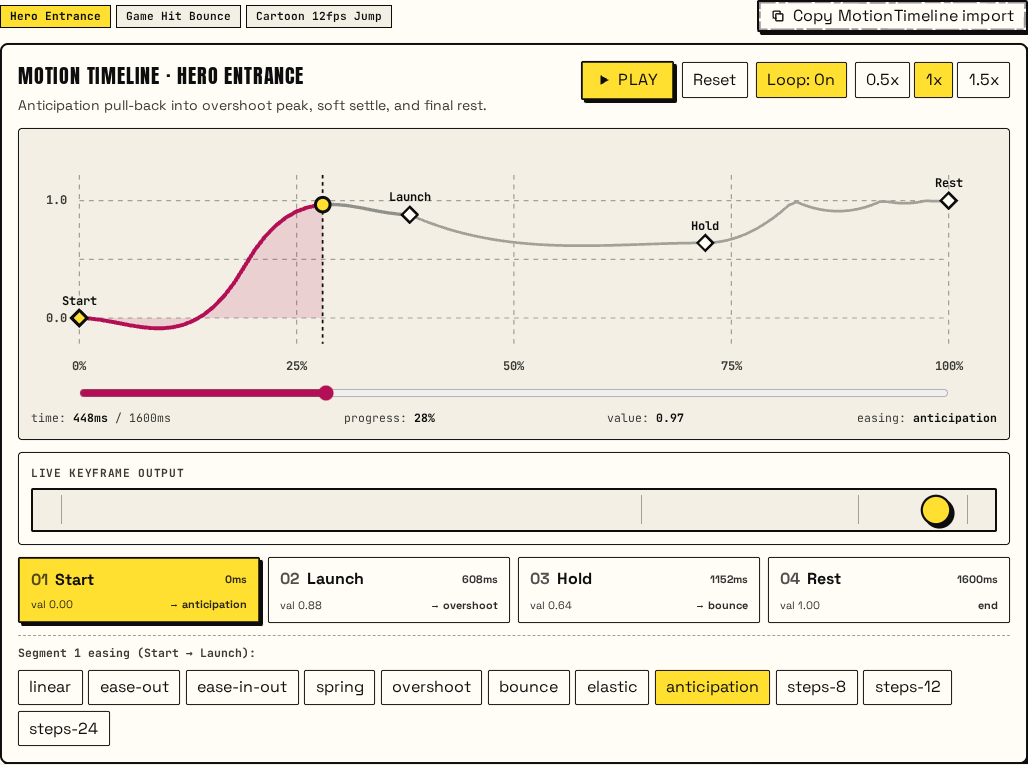 Hero Entrance Game Hit Bounce Cartoon 12fps Jump Copy MotionTimeline import
MOTION TIMELINE · HERO ENTRANCE
Anticipation pull-back into overshoot peak, soft settle, and final rest.
PLAY Reset Loop: On 0.5x 1x 1.5x
Rest
Launch
1.0
Hold
Start
0.0
0% 25% 50% 75% 100%
time: 448ms / 1600ms progress: 28% value: 0.97 easing: anticipation
LIVE KEYFRAME OUTPUT
01 Start 0ms 02 Launch 608ms 03 Hold 1152ms 04 Rest 1600ms
val 0.00 → anticipation val 0.88 → overshoot val 0.64 → bounce val 1.00 end
Segment 1 easing (Start → Launch):
linear ease-out ease-in-out spring overshoot bounce elastic anticipation steps-8 steps-12
steps-24